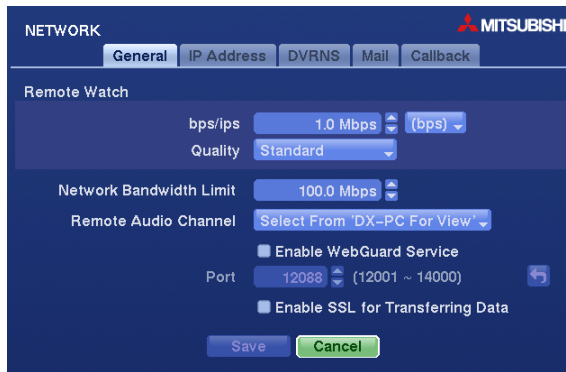 NETWORK
MITSUBISHI
General IP Address DVRNS Mail Callback
Remote Watch
bps/ips 1.0 Mbps (bps)
Quality Standard
Network Bandwidth Limit 100.0 Mbps
Remote Audio Channel Select From 'DX-PC For View'
Enable WebGuard Service
Port 12088 (12001 ~ 14000)
Enable SSL for Transferring Data
Save Cancel